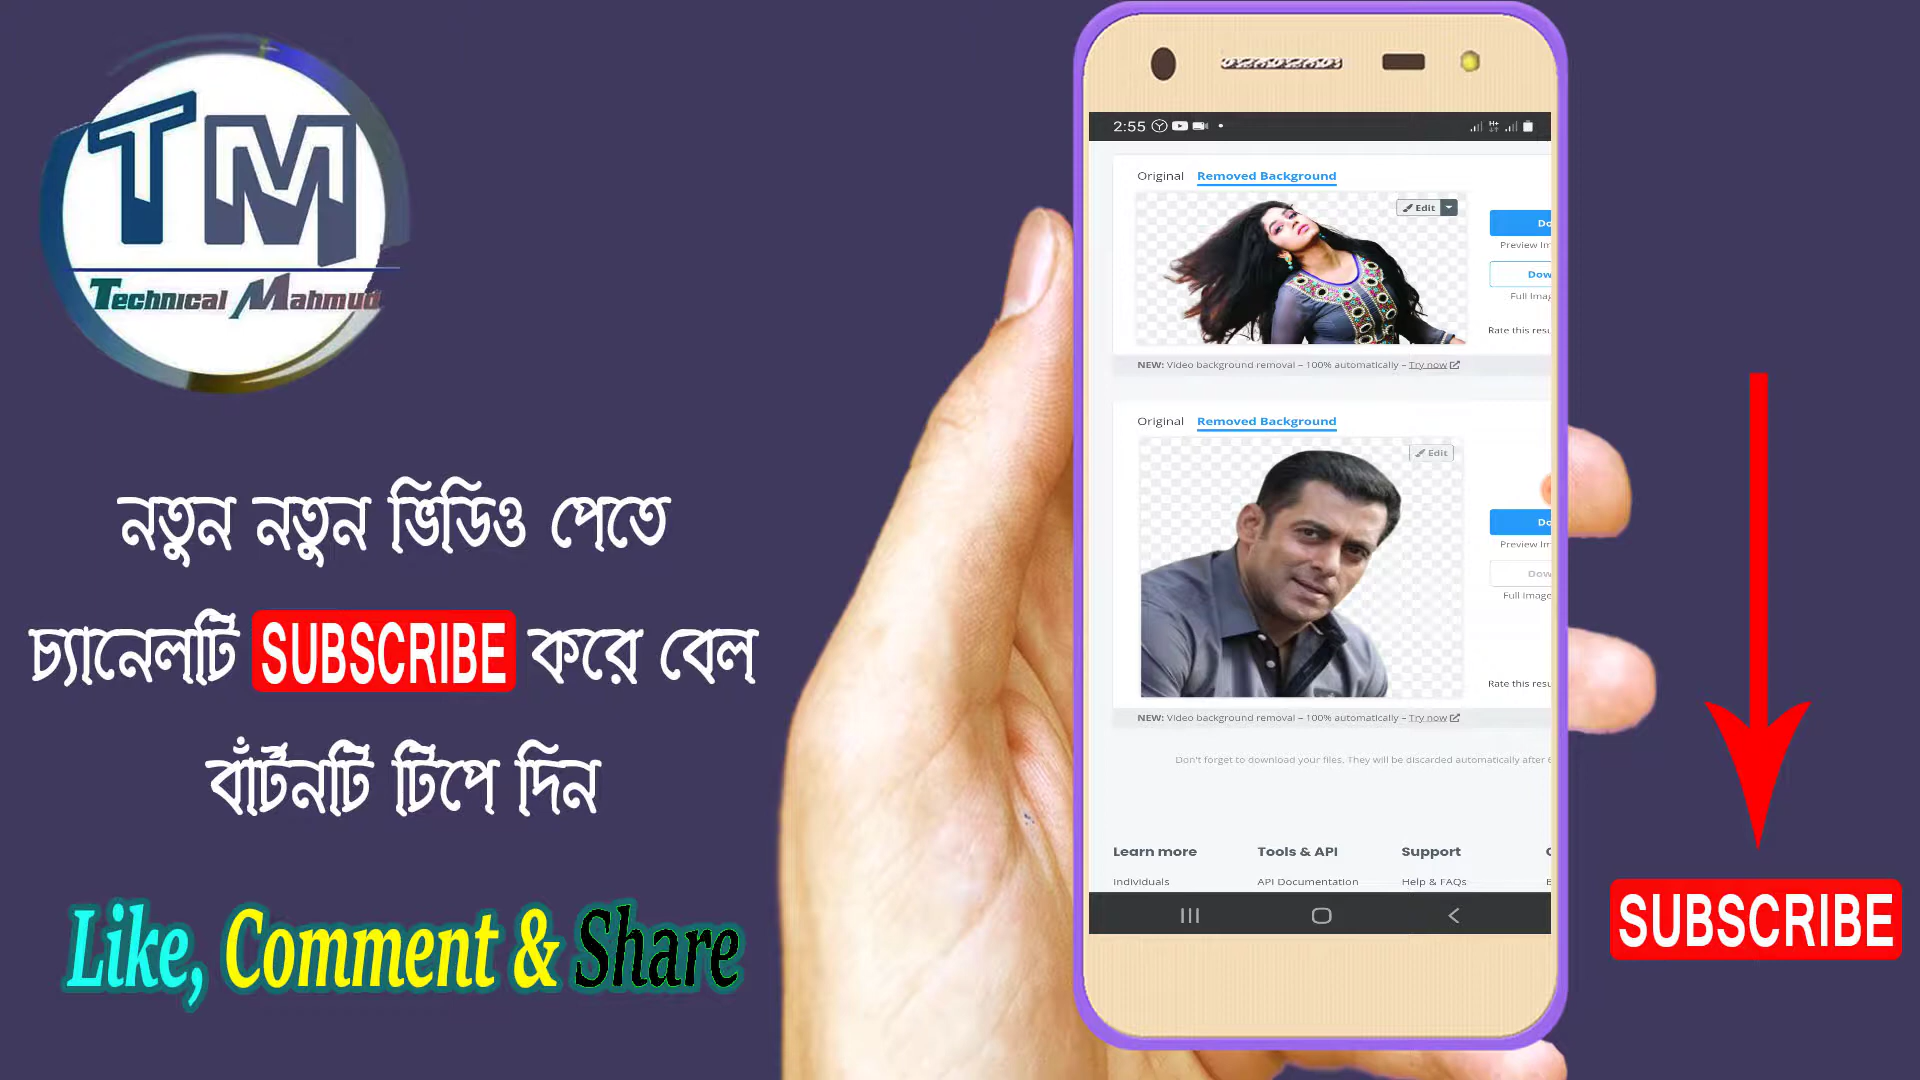 TM
Technical Mahmud
নতুন নতুন ভিডিও পেতে
চ্যানেলটি SUBSCRIBE করে বেল
বাঁটনটি টিপে দিন
Like, Comment & Share
2:55
Original Removed Background
Edit
Do
Preview Im
Dow
Full Imag
Rate this resu
NEW: Video background removal – 100% automatically – Try now
Original Removed Background
Edit
Do
Preview Im
Dow
Full Image
Rate this resu
NEW: Video background removal – 100% automatically – Try now
Don't forget to download your files. They will be discarded automatically after
Learn more Tools & API Support
Individuals API Documentation Help & FAQs
SUBSCRIBE